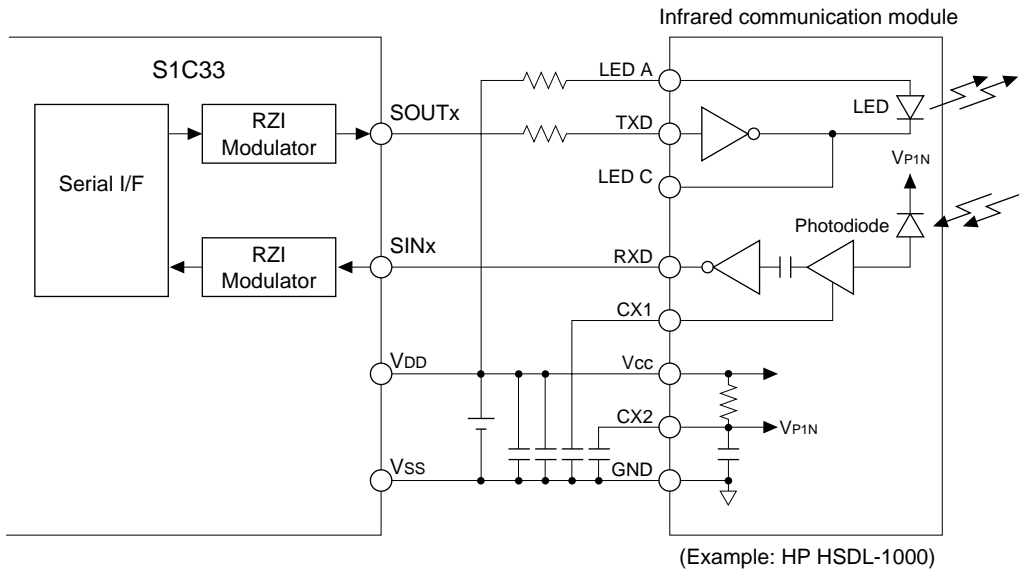 Infrared communication module
S1C33
Serial I/F
RZI
Modulator
RZI
Modulator
SOUTx
SINx
VDD
VSS
LED A
TXD
LED C
RXD
CX1
Vcc
CX2
GND
LED
VP1N
Photodiode
VP1N
(Example: HP HSDL-1000)